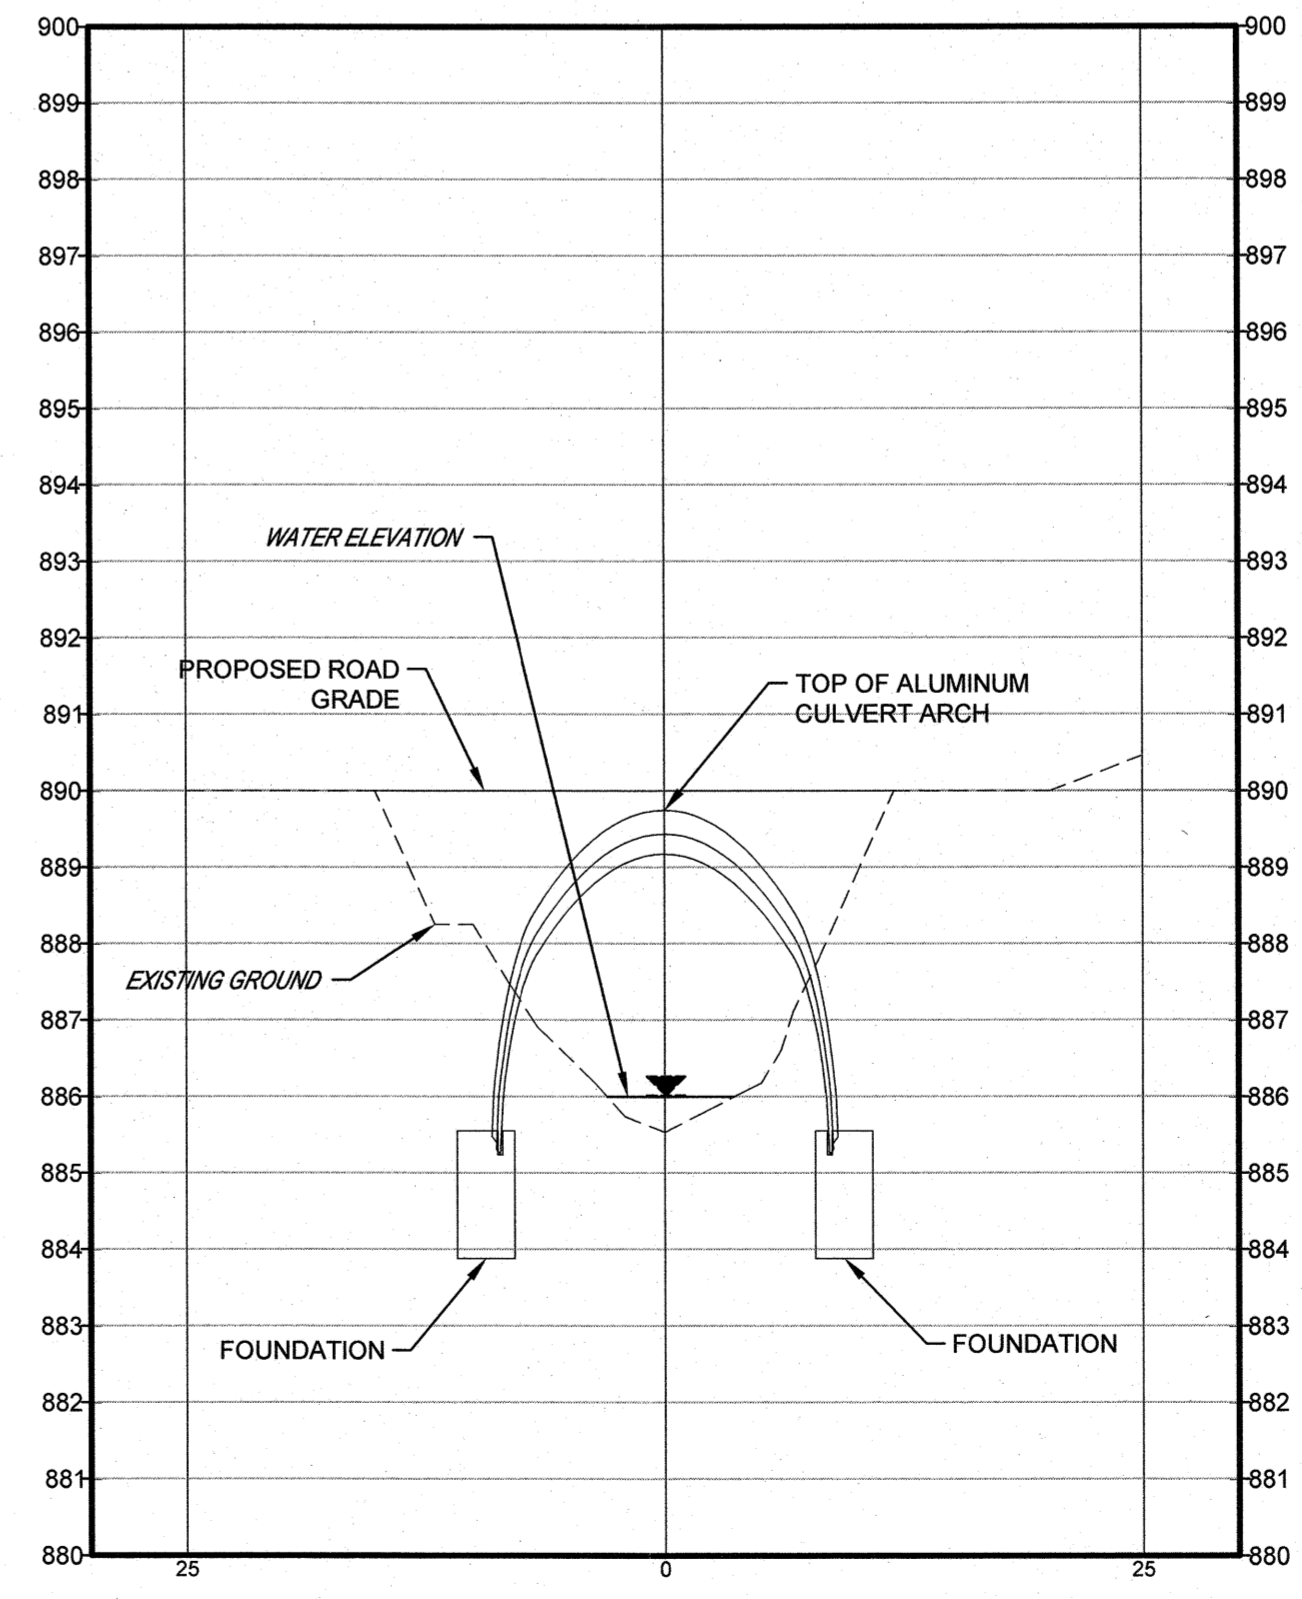 900 900
899 899
898 898
897 897
896 896
895 895
894 894
WATER ELEVATION
893 893
892 892
PROPOSED ROAD
GRADE
TOP OF ALUMINUM
CULVERT ARCH
891 891
890 890
889 889
888 888
EXISTING GROUND
887 887
886 886
885 885
884 884
883 883
FOUNDATION FOUNDATION
882 882
881 881
880 880
25 0 25